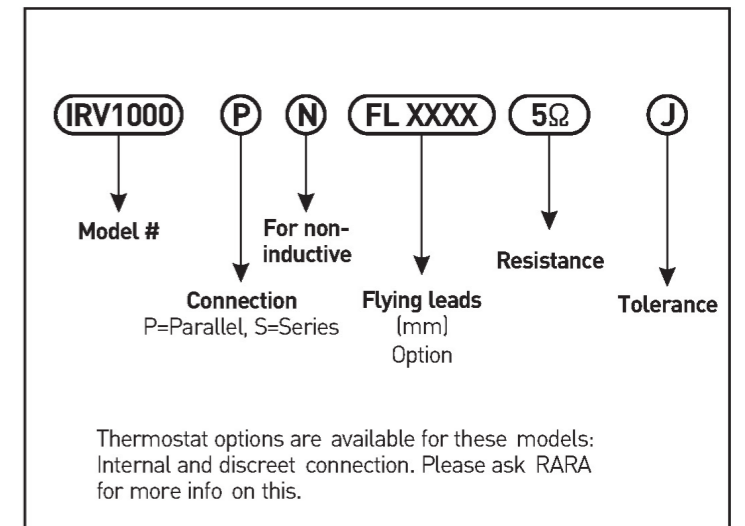 IRV1000 P N FL XXXX 5Ω J
Model #
For non-
inductive
Connection
P=Parallel, S=Series
Flying leads
(mm)
Option
Resistance
Tolerance
Thermostat options are available for these models:
Internal and discreet connection. Please ask RARA
for more info on this.